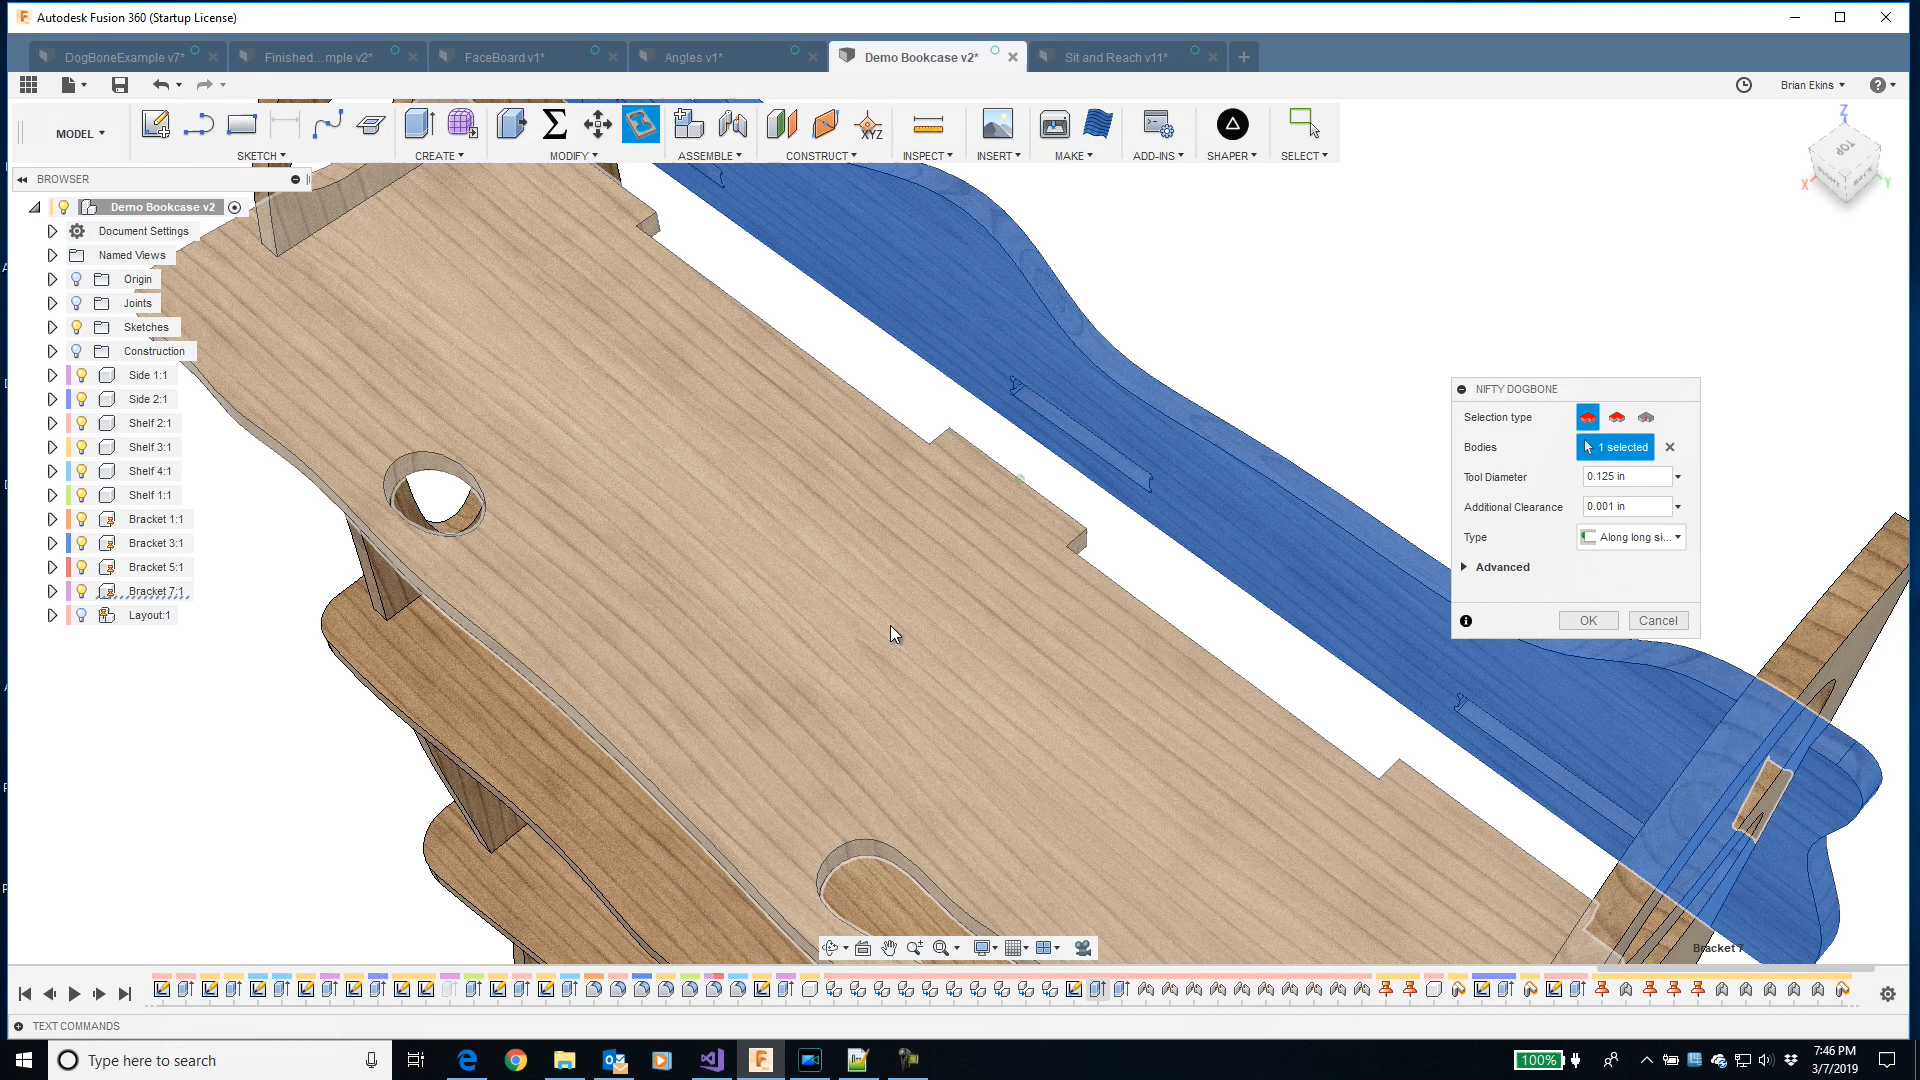 Autodesk Fusion 360 (Startup License)
DogBoneExample v7*
Finished...mple v2*
FaceBoard v1*
Angles v1*
Demo Bookcase v2*
Sit and Reach v11*
Brian Ekins
MODEL
SKETCH
CREATE
MODIFY
ASSEMBLE
CONSTRUCT
INSPECT
INSERT
MAKE
ADD-INS
SHAPER
SELECT
XYZ
Z
TOP
RIGHT
BACK
X
Y
BROWSER
Demo Bookcase v2
Document Settings
Named Views
Origin
Joints
Sketches
Construction
Side 1:1
Side 2:1
Shelf 2:1
Shelf 3:1
Shelf 4:1
Shelf 1:1
Bracket 1:1
Bracket 3:1
Bracket 5:1
Bracket 7:1
Layout:1
NIFTY DOGBONE
Selection type
Bodies 1 selected
Tool Diameter 0.125 in
Additional Clearance 0.001 in
Type Along long si...
Advanced
OK Cancel
Bracket 7
TEXT COMMANDS
Type here to search
100%
7:46 PM
3/7/2019